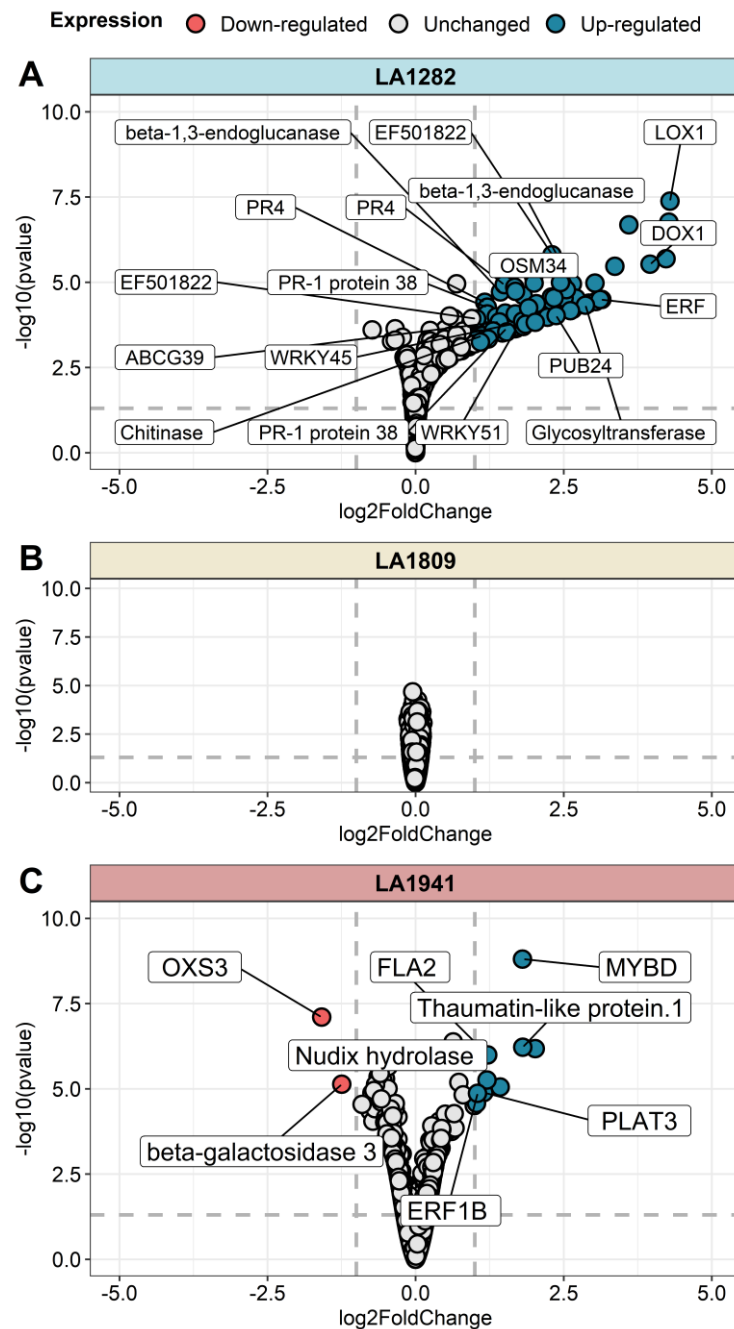 Expression Down-regulated Unchanged Up-regulated
A
LA1282
10.0
beta-1,3-endoglucanase EF501822 LOX1
beta-1,3-endoglucanase
7.5
PR4 PR4 DOX1
OSM34
EF501822 PR-1 protein 38
5.0
ERF
ABCG39 WRKY45 PUB24
2.5
Chitinase PR-1 protein 38 WRKY51 Glycosyltransferase
0.0
-log10(pvalue)
-5.0 -2.5 0.0 2.5 5.0
log2FoldChange
B
LA1809
10.0
7.5
5.0
2.5
0.0
-log10(pvalue)
-5.0 -2.5 0.0 2.5 5.0
log2FoldChange
C
LA1941
10.0
OXS3 FLA2 MYBD
7.5
Thaumatin-like protein.1
Nudix hydrolase
5.0
PLAT3
beta-galactosidase 3
2.5
ERF1B
0.0
-log10(pvalue)
-5.0 -2.5 0.0 2.5 5.0
log2FoldChange